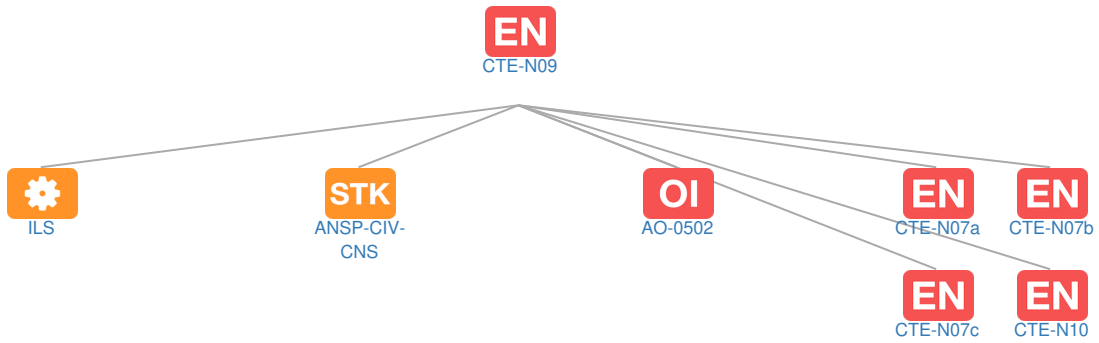 EN
CTE-N09
STK
OI
EN
EN
ILS
ANSP-CIV-
CNS
AO-0502
CTE-N07a
CTE-N07b
EN
EN
CTE-N07c
CTE-N10